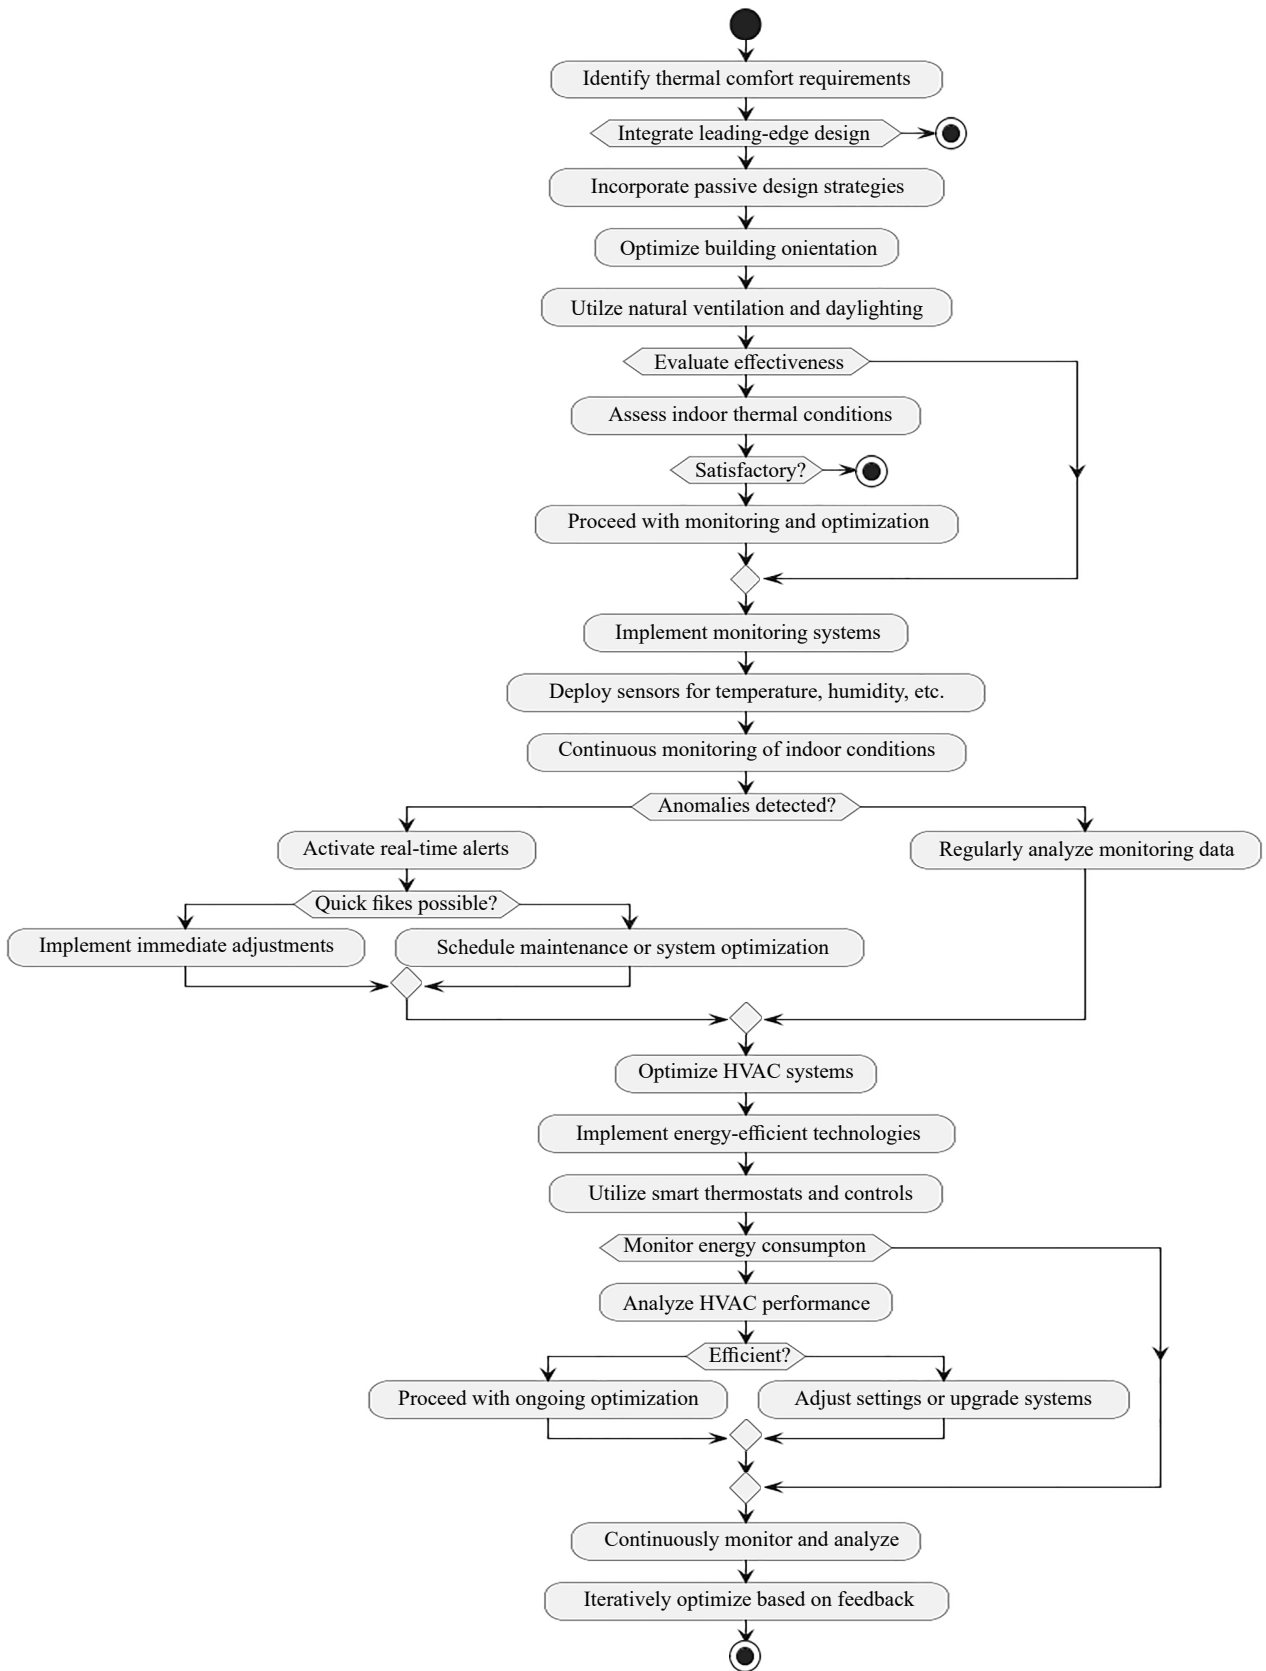 Identify thermal comfort requirements
Integrate leading-edge design
Incorporate passive design strategies
Optimize building onientation
Utilze natural ventilation and daylighting
Evaluate effectiveness
Assess indoor thermal conditions
Satisfactory?
Proceed with monitoring and optimization
Implement monitoring systems
Deploy sensors for temperature, humidity, etc.
Continuous monitoring of indoor conditions
Anomalies detected?
Activate real-time alerts
Regularly analyze monitoring data
Quick fikes possible?
Implement immediate adjustments
Schedule maintenance or system optimization
Optimize HVAC systems
Implement energy-efficient technologies
Utilize smart thermostats and controls
Monitor energy consumpton
Analyze HVAC performance
Efficient?
Proceed with ongoing optimization
Adjust settings or upgrade systems
Continuously monitor and analyze
Iteratively optimize based on feedback